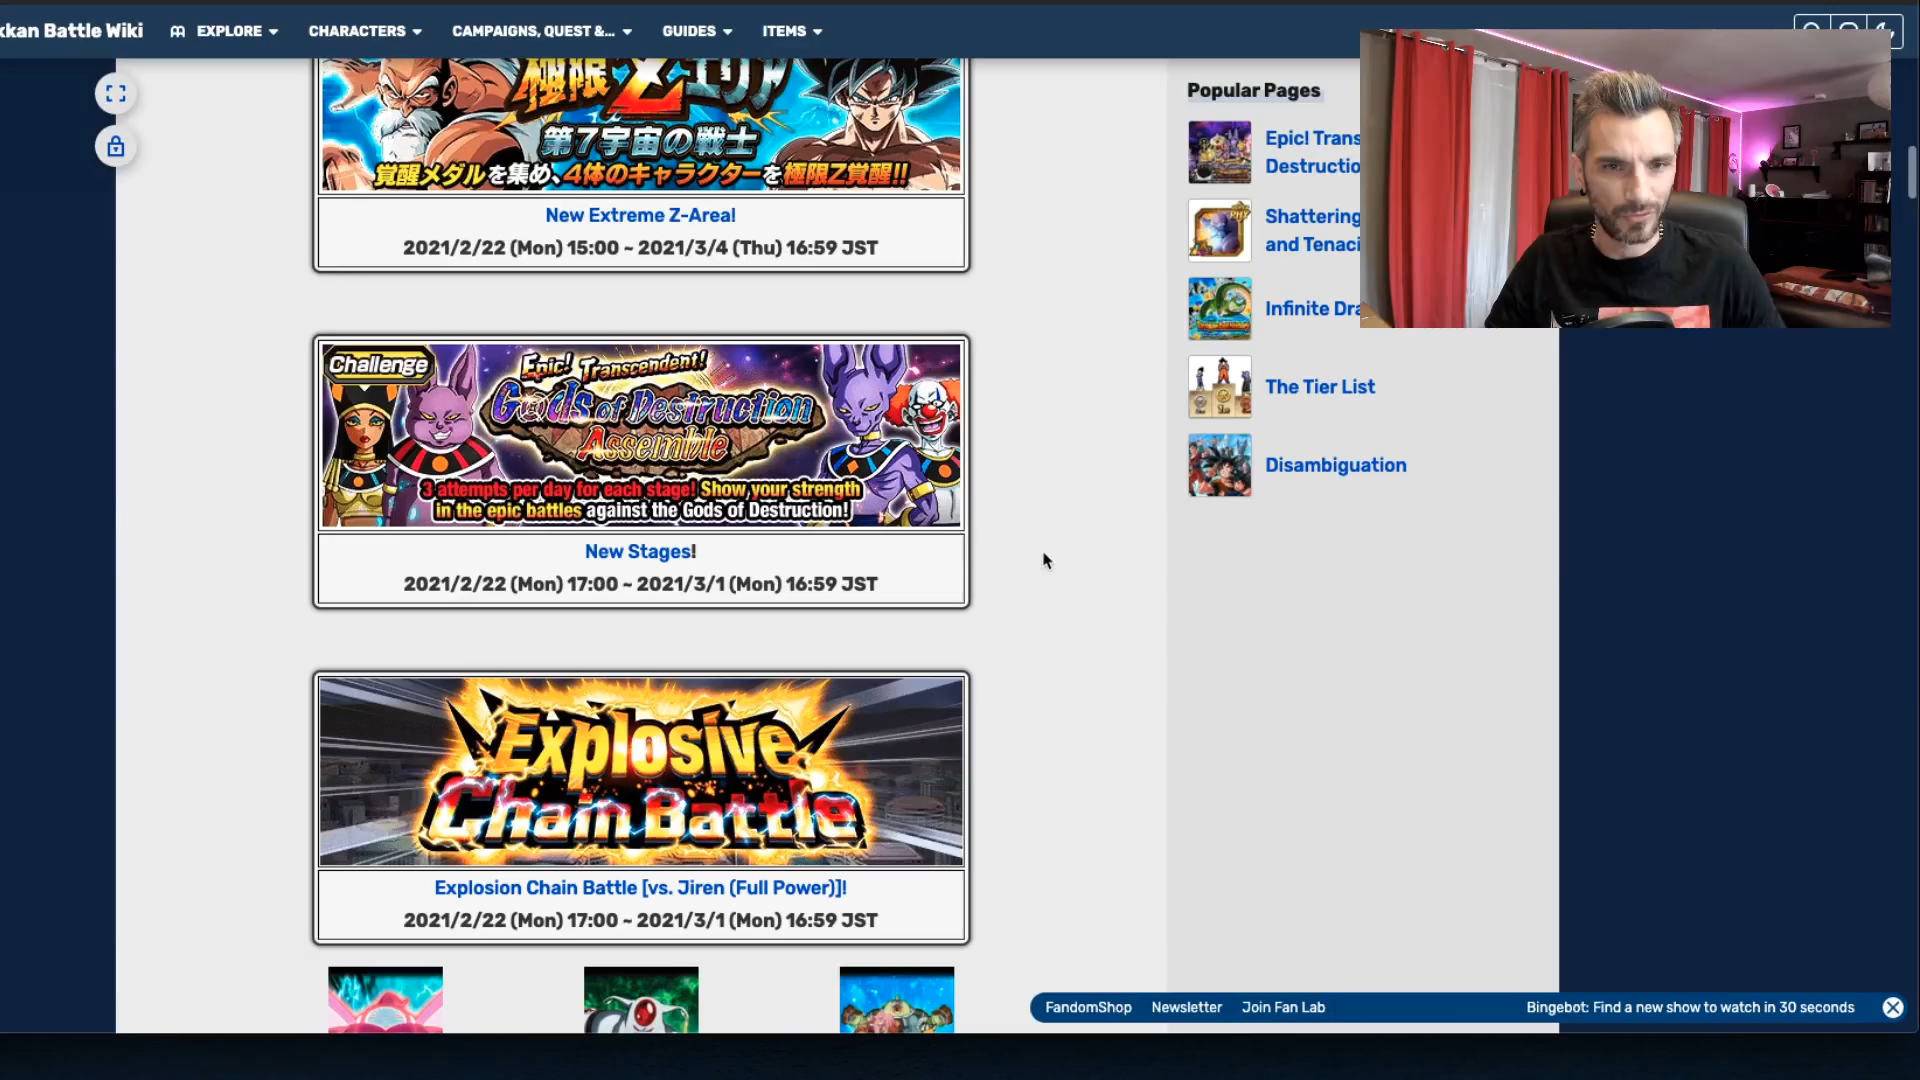 kkan Battle Wiki
EXPLORE
CHARACTERS
CAMPAIGNS, QUEST &...
GUIDES
ITEMS
極限Zエリア
第7宇宙の戦士
覚醒メダルを集め、4体のキャラクターを極限Z覚醒!!
New Extreme Z-Area!
2021/2/22 (Mon) 15:00 ~ 2021/3/4 (Thu) 16:59 JST
Challenge
Epic! Transcendent!
Gods of Destruction
Assemble
3 attempts per day for each stage! Show your strength
in the epic battles against the Gods of Destruction!
New Stages!
2021/2/22 (Mon) 17:00 ~ 2021/3/1 (Mon) 16:59 JST
Explosive
Chain Battle
Explosion Chain Battle [vs. Jiren (Full Power)]!
2021/2/22 (Mon) 17:00 ~ 2021/3/1 (Mon) 16:59 JST
Popular Pages
Epic! Trans
Destructio
Shattering
and Tenaci
Infinite Dra
The Tier List
Disambiguation
FandomShop
Newsletter
Join Fan Lab
Bingebot: Find a new show to watch in 30 seconds